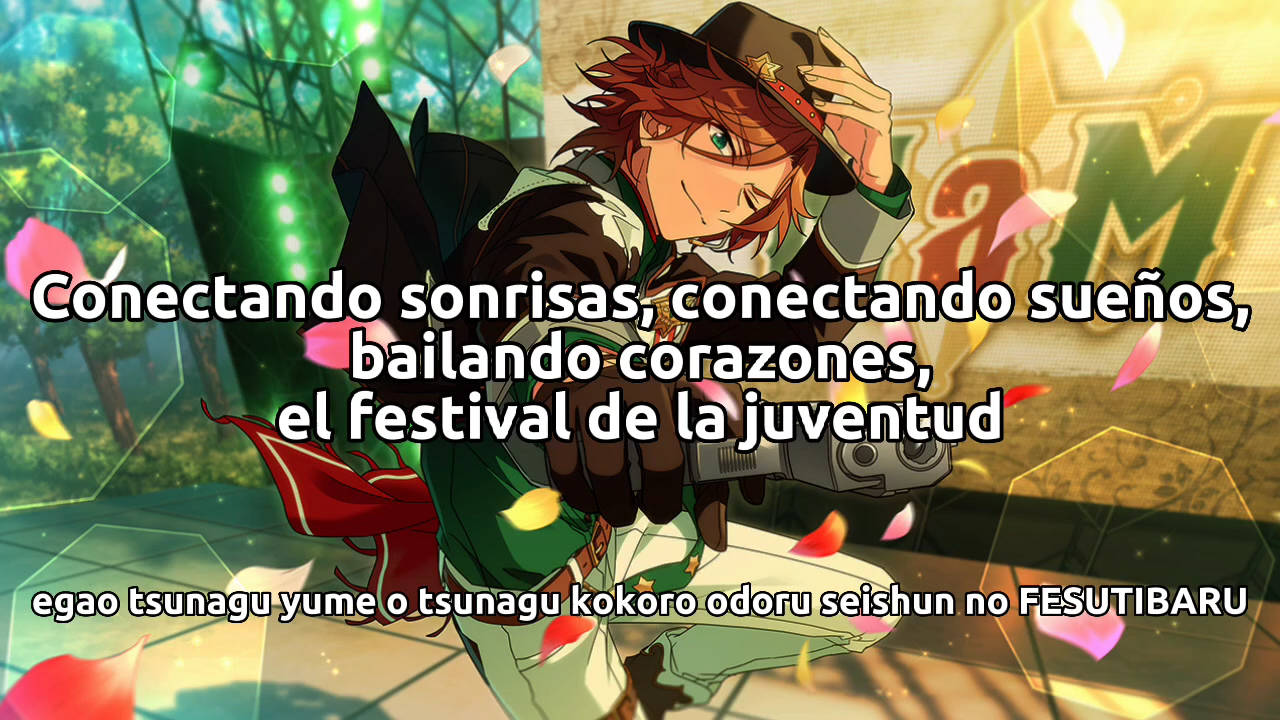 aM
Conectando sonrisas, conectando sueños,
bailando corazones,
el festival de la juventud
egao tsunagu yume o tsunagu kokoro odoru seishun no FESUTIBARU